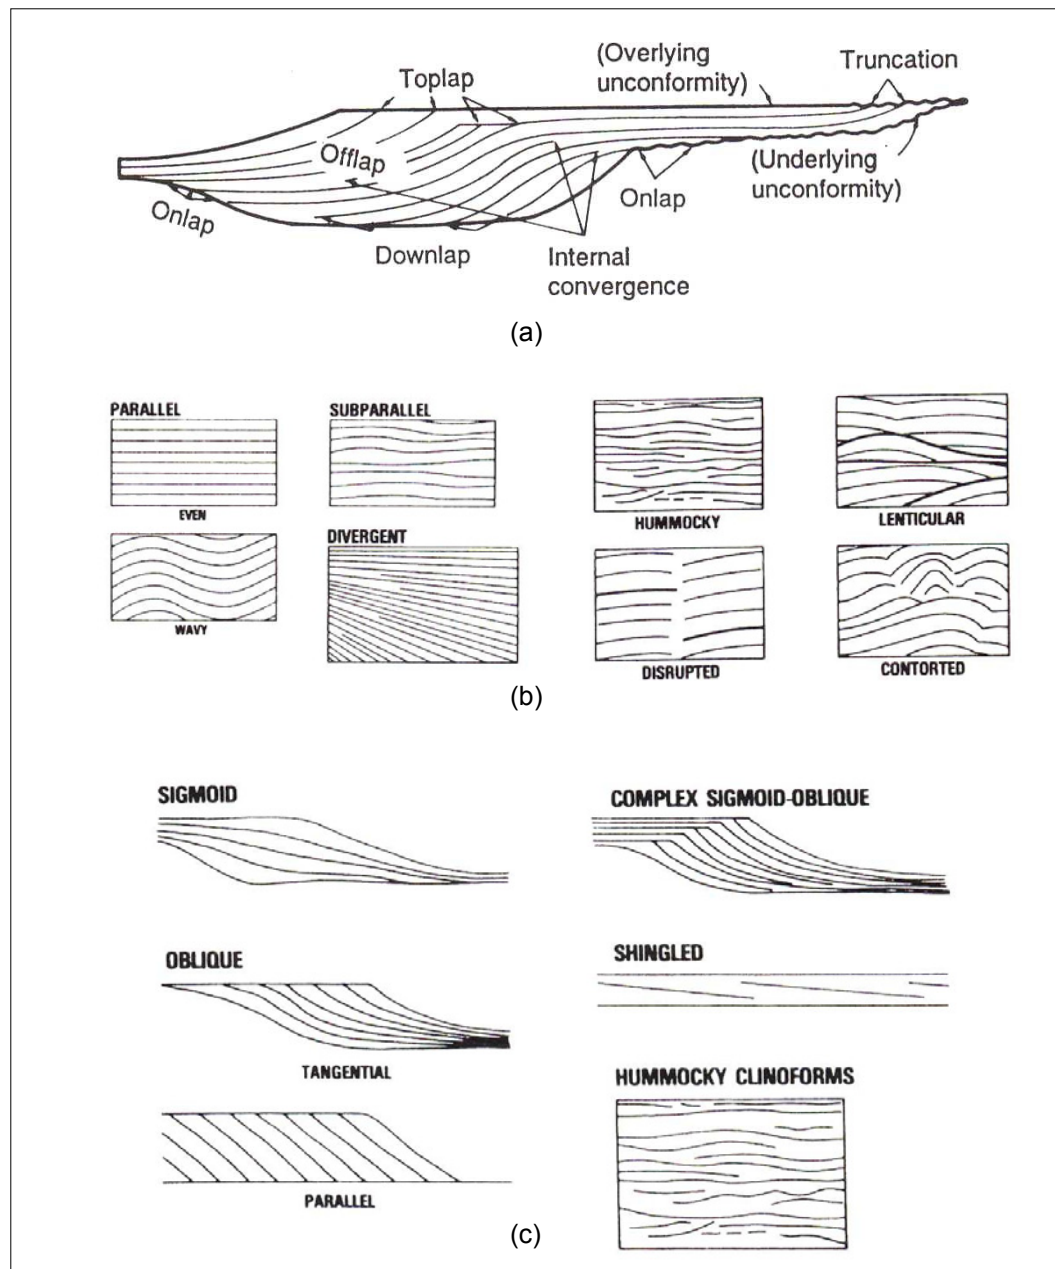 (Overlying
unconformity)
Truncation
Toplap
Offlap
(Underlying
unconformity)
Onlap
Onlap
Downlap
Internal
convergence
(a)
PARALLEL
SUBPARALLEL
EVEN
HUMMOCKY
LENTICULAR
DIVERGENT
WAVY
DISRUPTED
CONTORTED
(b)
SIGMOID
COMPLEX SIGMOID-OBLIQUE
OBLIQUE
SHINGLED
TANGENTIAL
HUMMOCKY CLINOFORMS
PARALLEL
(c)